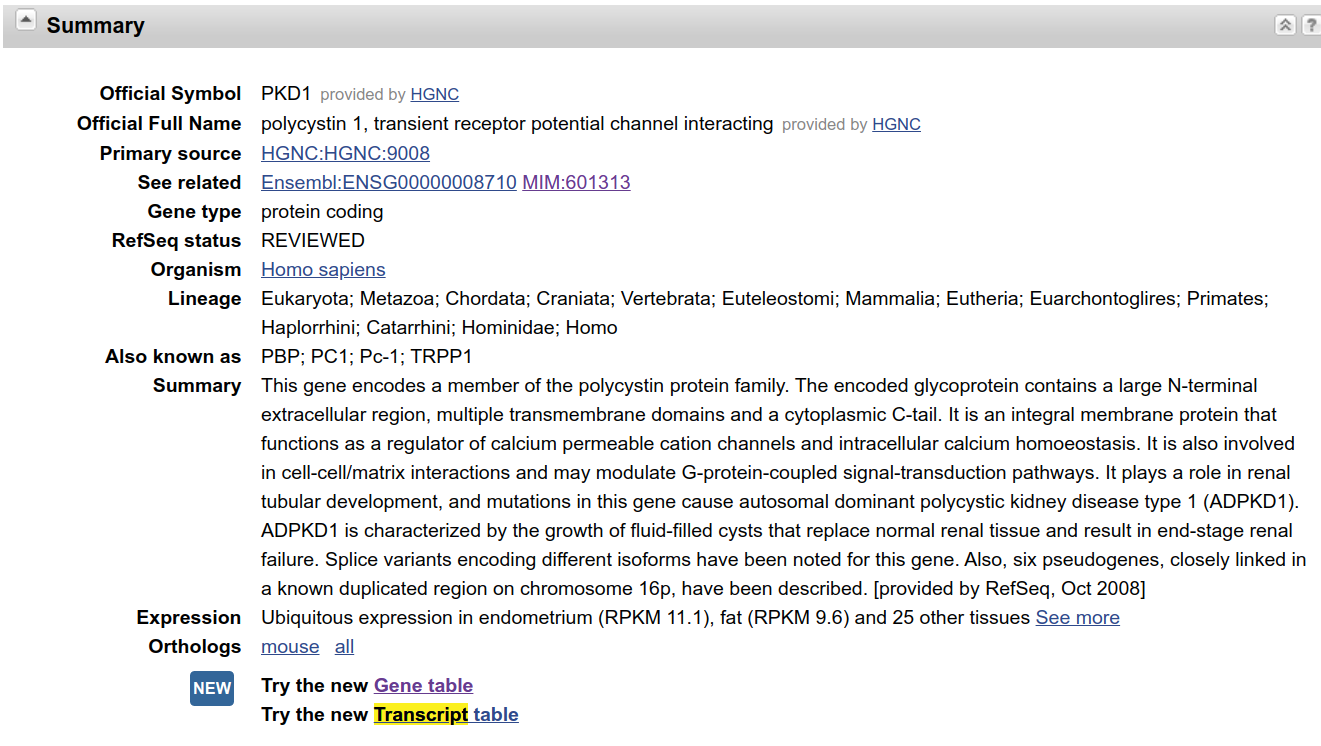 Summary
?
Official Symbol PKD1 provided by HGNC
Official Full Name polycystin 1, transient receptor potential channel interacting provided by HGNC
Primary source HGNC:HGNC:9008
See related Ensembl:ENSG00000008710 MIM:601313
Gene type protein coding
RefSeq status REVIEWED
Organism Homo sapiens
Lineage Eukaryota; Metazoa; Chordata; Craniata; Vertebrata; Euteleostomi; Mammalia; Eutheria; Euarchontoglires; Primates;
Haplorrhini; Catarrhini; Hominidae; Homo
Also known as PBP; PC1; Pc-1; TRPP1
Summary This gene encodes a member of the polycystin protein family. The encoded glycoprotein contains a large N-terminal
extracellular region, multiple transmembrane domains and a cytoplasmic C-tail. It is an integral membrane protein that
functions as a regulator of calcium permeable cation channels and intracellular calcium homoeostasis. It is also involved
in cell-cell/matrix interactions and may modulate G-protein-coupled signal-transduction pathways. It plays a role in renal
tubular development, and mutations in this gene cause autosomal dominant polycystic kidney disease type 1 (ADPKD1).
ADPKD1 is characterized by the growth of fluid-filled cysts that replace normal renal tissue and result in end-stage renal
failure. Splice variants encoding different isoforms have been noted for this gene. Also, six pseudogenes, closely linked in
a known duplicated region on chromosome 16p, have been described. [provided by RefSeq, Oct 2008]
Expression Ubiquitous expression in endometrium (RPKM 11.1), fat (RPKM 9.6) and 25 other tissues See more
Orthologs mouse all
NEW Try the new Gene table
Try the new Transcript table